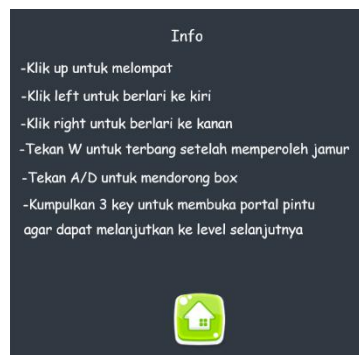 Info
-Klik up untuk melompat
-Klik left untuk berlari ke kiri
-Klik right untuk berlari ke kanan
-Tekan W untuk terbang setelah memperoleh jamur
-Tekan A/D untuk mendorong box
-Kumpulkan 3 key untuk membuka portal pintu
agar dapat melanjutkan ke level selanjutnya